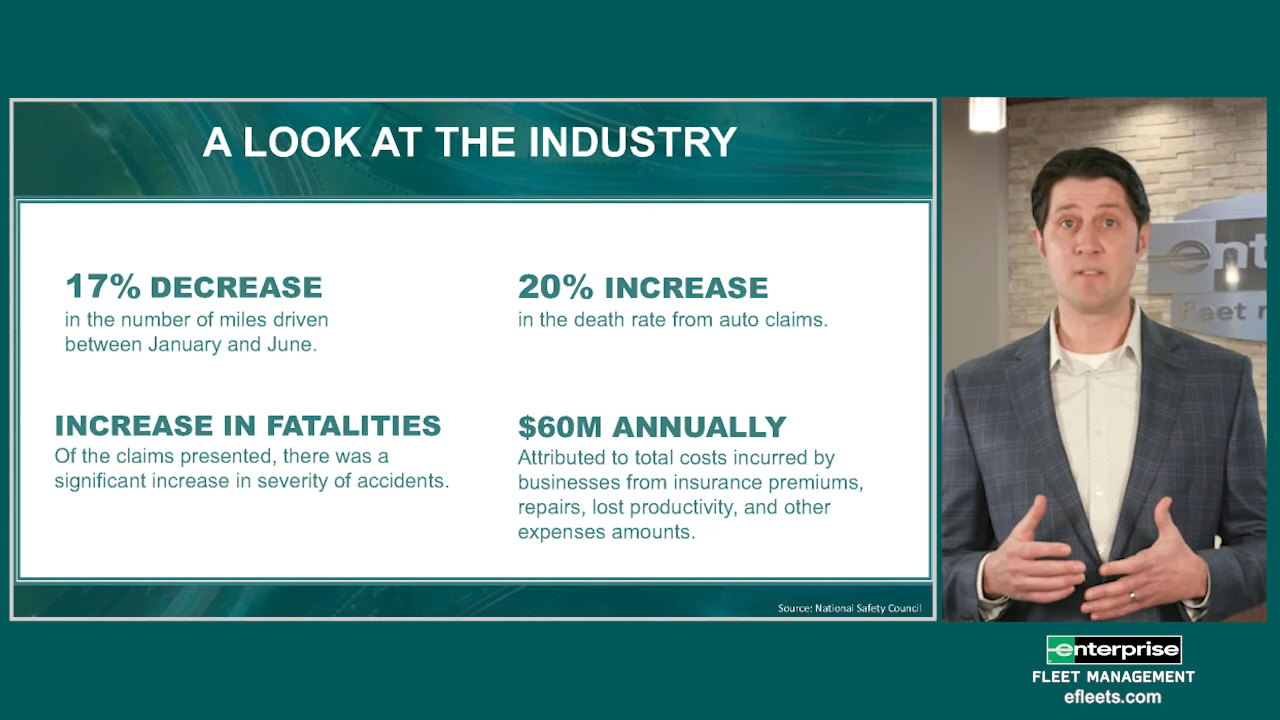 A LOOK AT THE INDUSTRY
17% DECREASE
in the number of miles driven
between January and June.
20% INCREASE
in the death rate from auto claims.
INCREASE IN FATALITIES
Of the claims presented, there was a
significant increase in severity of accidents.
$60M ANNUALLY
Attributed to total costs incurred by
businesses from insurance premiums,
repairs, lost productivity, and other
expenses amounts.
Source: National Safety Council
ent
fleet
enterprise
FLEET MANAGEMENT
efleets.com